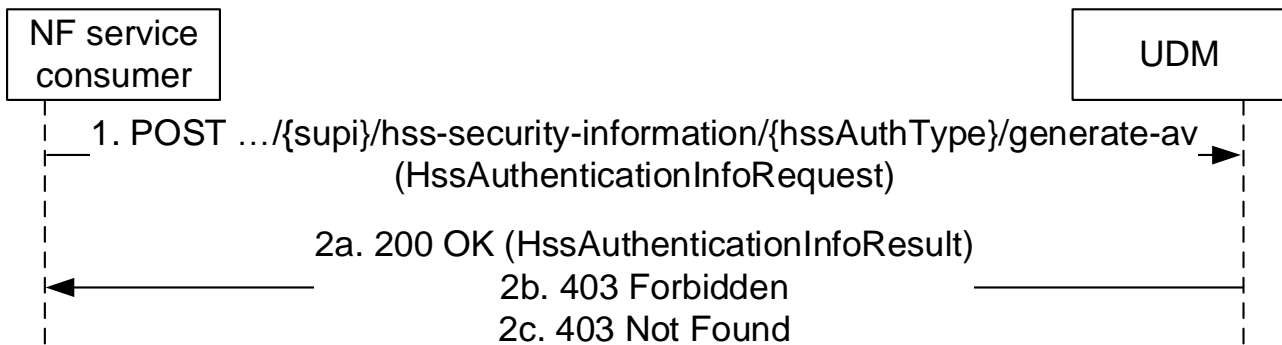 NF service
consumer
UDM
1. POST …/{supi}/hss-security-information/{hssAuthType}/generate-av
(HssAuthenticationInfoRequest)
2a. 200 OK (HssAuthenticationInfoResult)
2b. 403 Forbidden
2c. 403 Not Found